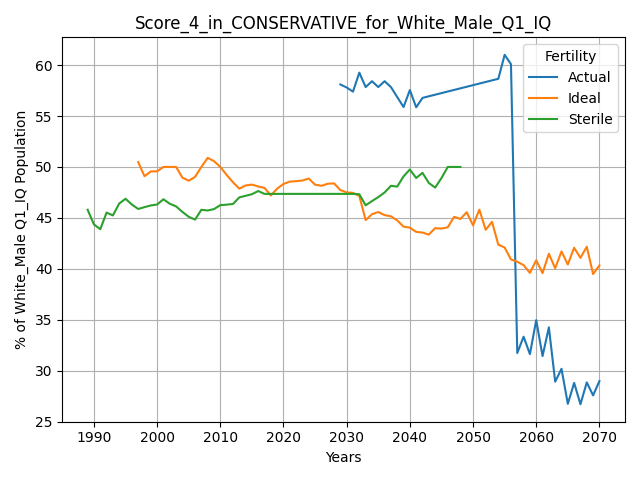 Score_4_in_CONSERVATIVE_for_White_Male_Q1_IQ
% of White_Male Q1_IQ Population
60
55
50
45
40
35
30
25
Fertility
Actual
Ideal
Sterile
1990 2000 2010 2020 2030 2040 2050 2060 2070
Years